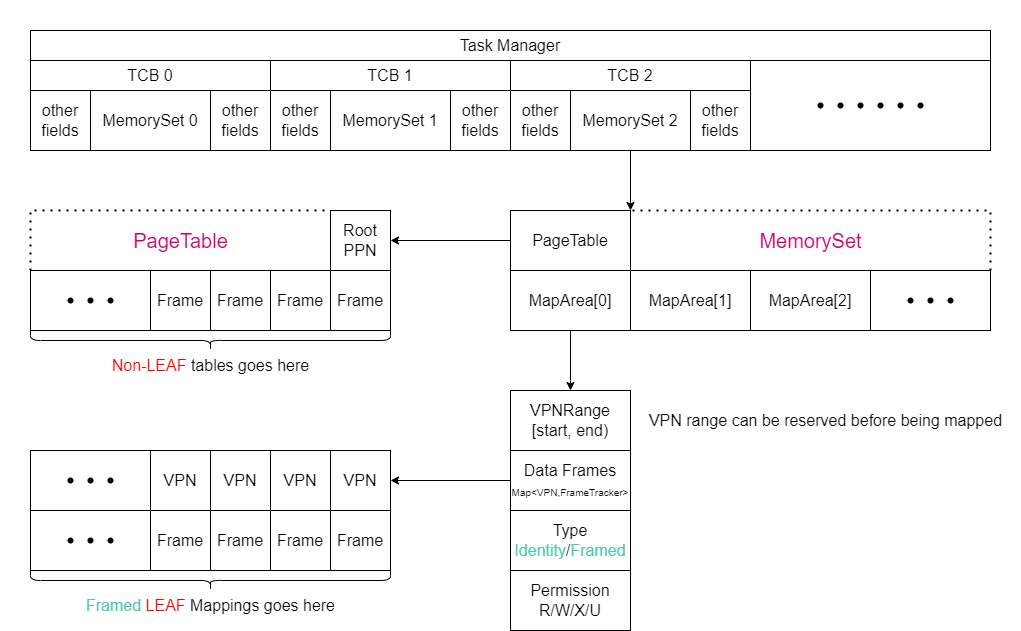 Task Manager
TCB 0
TCB 1
TCB 2
other
fields
MemorySet 0
other
fields
other
fields
MemorySet 1
other
fields
other
fields
MemorySet 2
other
fields
• • • • • •
PageTable
Root
PPN
PageTable
MemorySet
• • •
Frame
Frame
Frame
Frame
MapArea[0]
MapArea[1]
MapArea[2]
• • •
Non-LEAF tables goes here
VPNRange
[start, end)
VPN range can be reserved before being mapped
• • •
VPN
VPN
VPN
VPN
Data Frames
Map<VPN,FrameTracker>
• • •
Frame
Frame
Frame
Frame
Type
Identity/Framed
Framed LEAF Mappings goes here
Permission
R/W/X/U